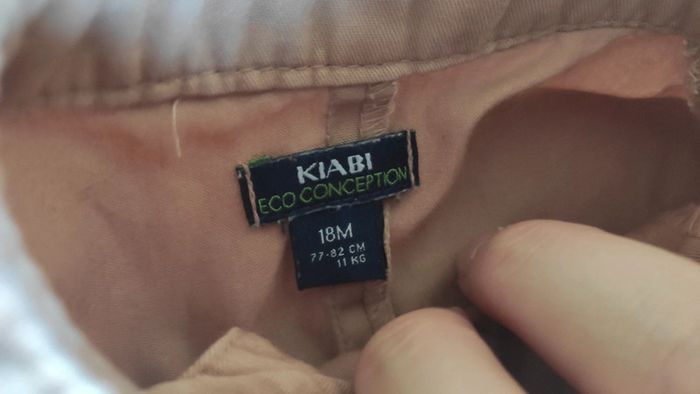 KIABI
ECO CONCEPTION
18M
77-82 CM
11 KG